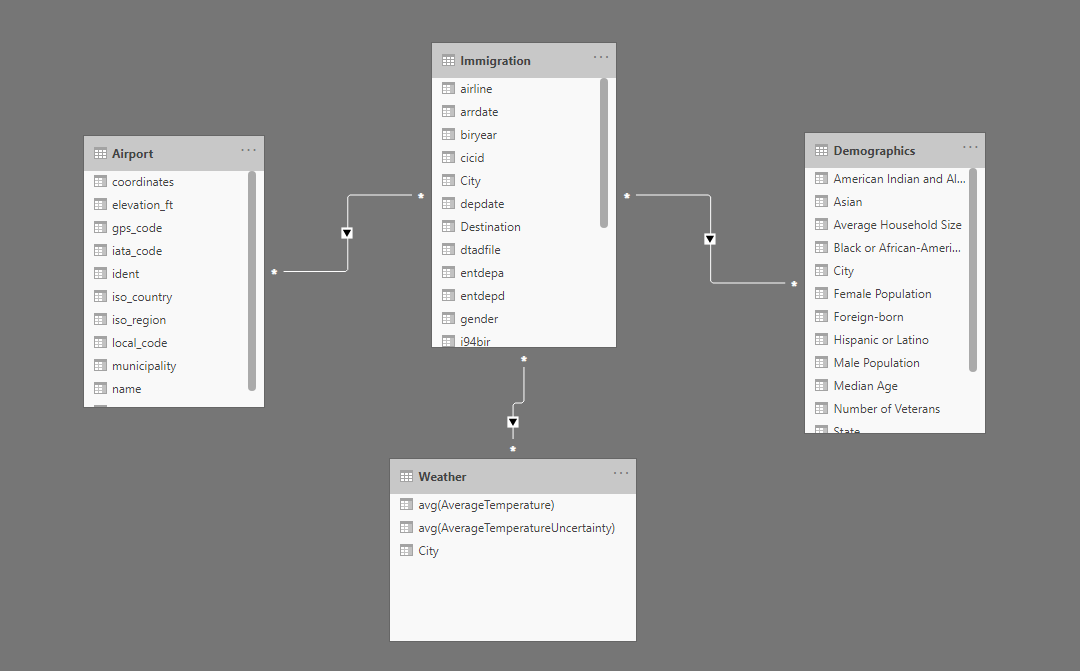 Immigration
airline
arrdate
biryear
cicid
City
depdate
Destination
dtadfile
entdepa
entdepd
gender
i94bir
Airport
coordinates
elevation_ft
gps_code
iata_code
ident
iso_country
iso_region
local_code
municipality
name
Demographics
American Indian and Al...
Asian
Average Household Size
Black or African-Ameri...
City
Female Population
Foreign-born
Hispanic or Latino
Male Population
Median Age
Number of Veterans
State
Weather
avg(AverageTemperature)
avg(AverageTemperatureUncertainty)
City